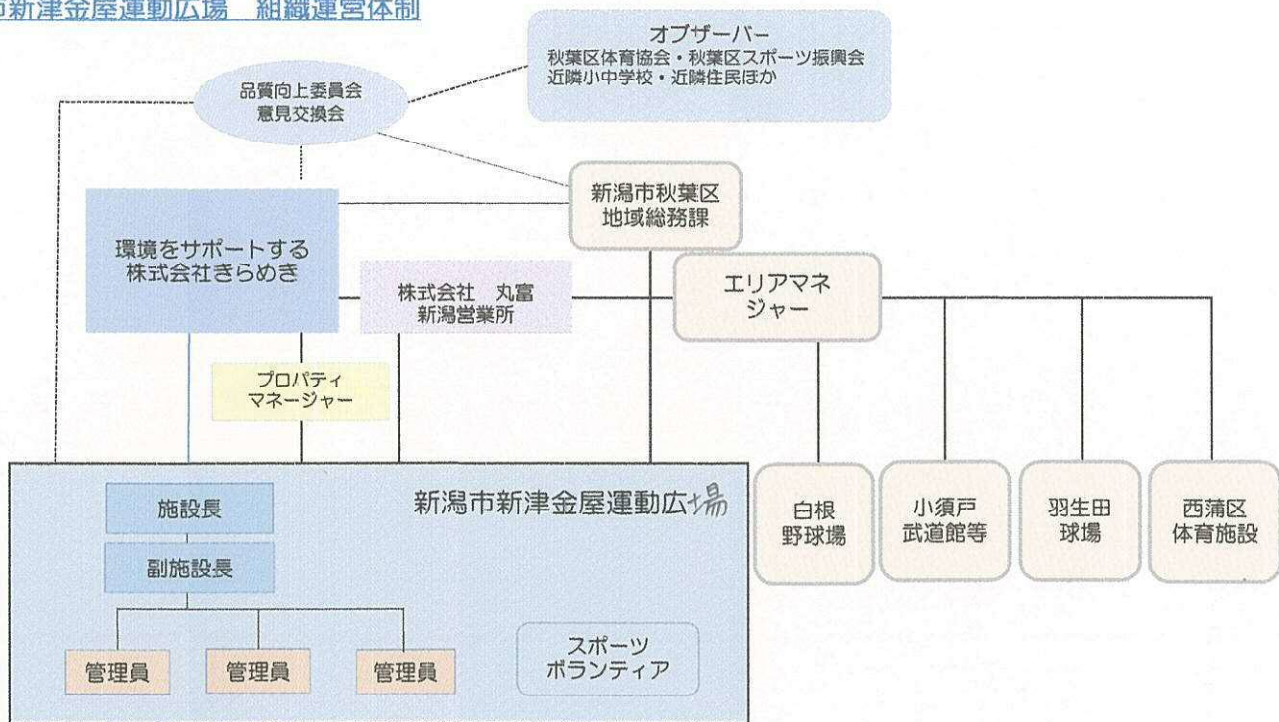 市新津金屋運動広場　組織運営体制
オブザーバー
秋葉区体育協会・秋葉区スポーツ振興会
近隣小中学校・近隣住民ほか
品質向上委員会
意見交換会
新潟市秋葉区
地域総務課
環境をサポートする
株式会社きらめき
株式会社　丸富
新潟営業所
エリアマネ
ジャー
プロパティ
マネージャー
新潟市新津金屋運動広場
施設長
副施設長
管理員
管理員
管理員
スポーツ
ボランティア
白根
野球場
小須戸
武道館等
羽生田
球場
西蒲区
体育施設